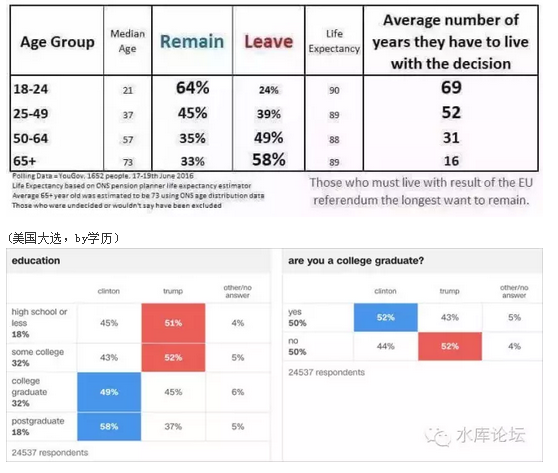 Age Group Median Age Remain Leave Life Expectancy Average number of years they have to live with the decision
18-24 21 64% 24% 90 69
25-49 37 45% 39% 89 52
50-64 57 35% 49% 88 31
65+ 73 33% 58% 89 16
Polling Data = YouGov, 1652 people, 17-19th June 2016
Life Expectancy based on ONS pension planner life expectancy estimator
Average 65+ year old was estimated to be 73 using ONS age distribution data
Those who were undecided or wouldn't say have been excluded
Those who must live with result of the EU
referendum the longest want to remain.
(美国大选，by学历)
education
clinton trump other/no answer
high school or less 18% 45% 51% 4%
some college 32% 43% 52% 5%
college graduate 32% 49% 45% 6%
postgraduate 18% 58% 37% 5%
24537 respondents
are you a college graduate?
clinton trump other/no answer
yes 50% 52% 43% 5%
no 50% 44% 52% 4%
24537 respondents
水库论坛